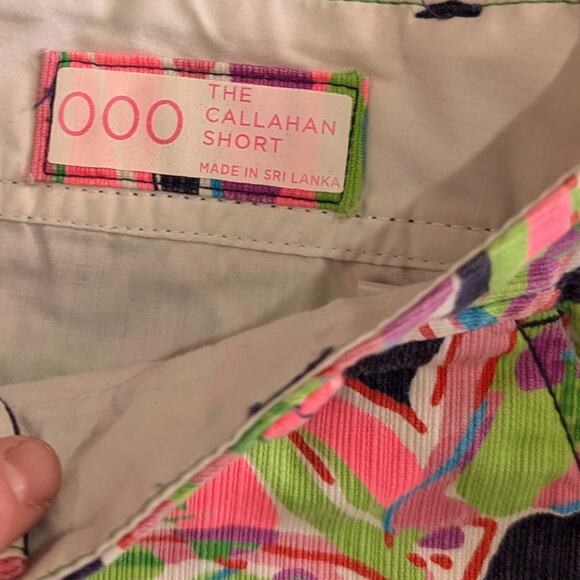 000
THE
CALLAHAN
SHORT
MADE IN SRI LANKA